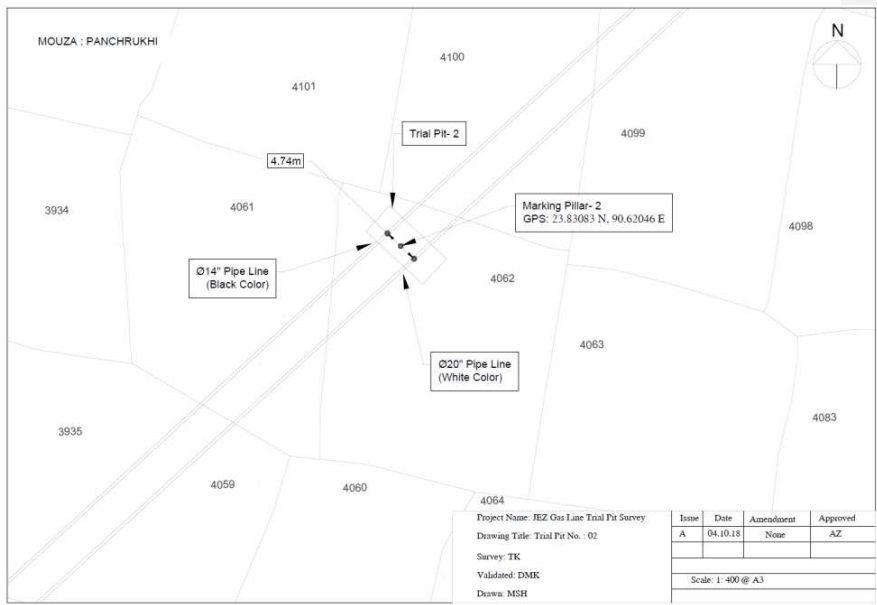 MOUZA : PANCHRUKHI
N
4100
4101
Trial Pit- 2
4099
4.74m
3934
4061
Marking Pillar- 2
GPS: 23.83083 N, 90.62046 E
4098
Ø14" Pipe Line
(Black Color)
4062
4063
Ø20" Pipe Line
(White Color)
3935
4083
4059
4060
4064
Project Name: JEZ Gas Line Trial Pit Survey
Drawing Title: Trial Pit No. : 02
Survey: TK
Validated: DMK
Drawn: MSH
Issue Date Amendment Approved
A 04.10.18 None AZ
Scale: 1: 400 @ A3